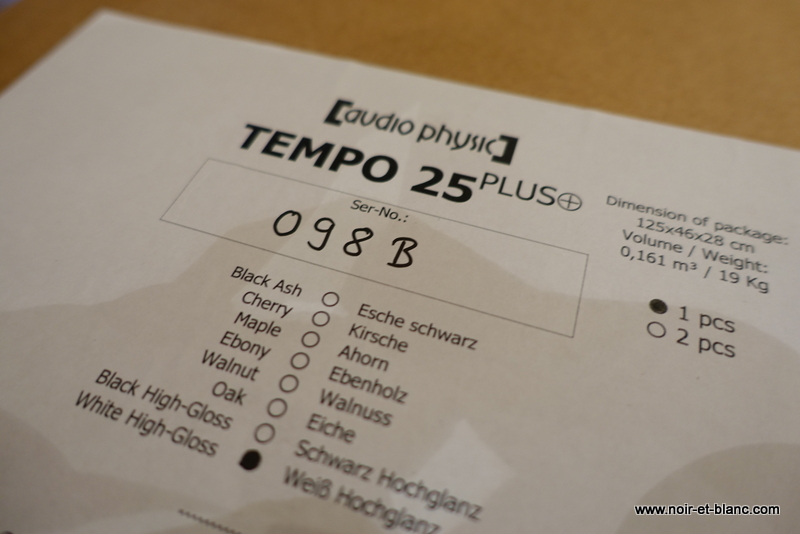 [audio physic]
TEMPO 25 PLUS⊕
Ser-No.:
098B
Dimension of package:
125x46x28 cm
Volume / Weight:
0,161 m³ / 19 Kg
● 1 pcs
○ 2 pcs
Black Ash ○ Esche schwarz
Cherry ○ Kirsche
Maple ○ Ahorn
Ebony ○ Ebenholz
Walnut ○ Walnuss
Oak ○ Eiche
Black High-Gloss ○ Schwarz Hochglanz
White High-Gloss ● Weiß Hochglanz
www.noir-et-blanc.com